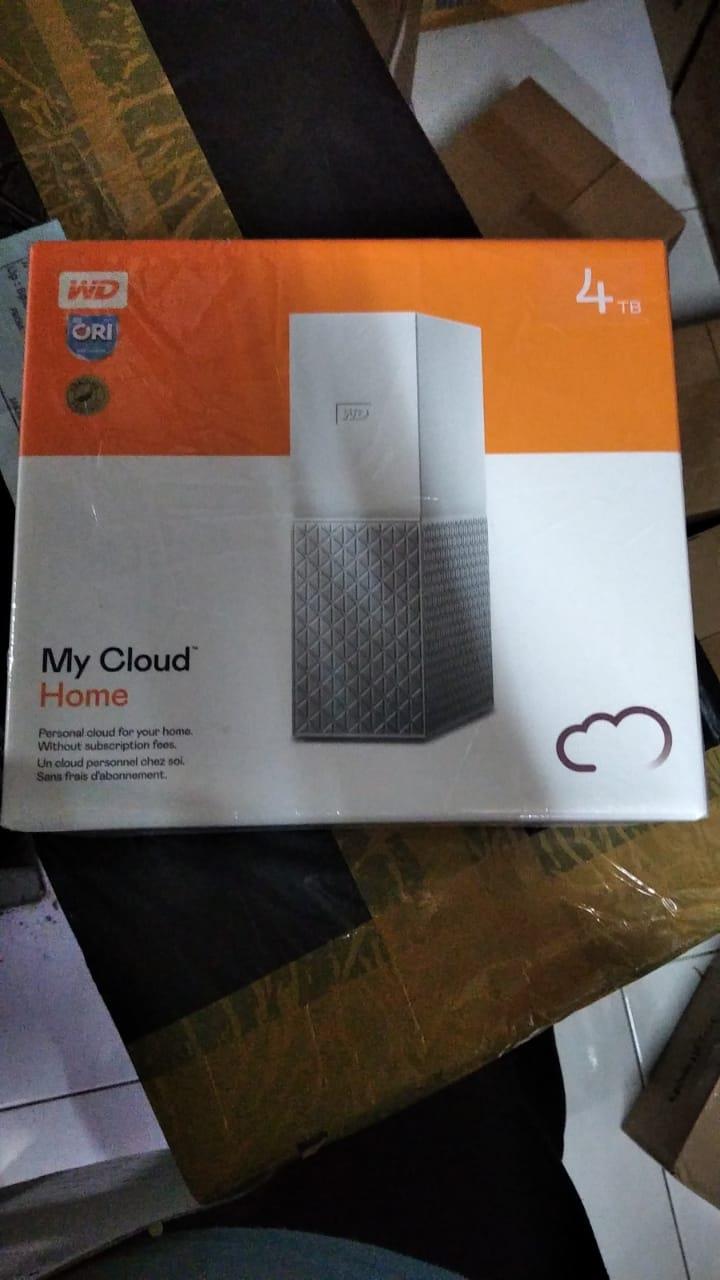 WD
ORI
4 TB
WD
My Cloud™
Home
Personal cloud for your home.
Without subscription fees.
Un cloud personnel chez soi.
Sans frais d'abonnement.